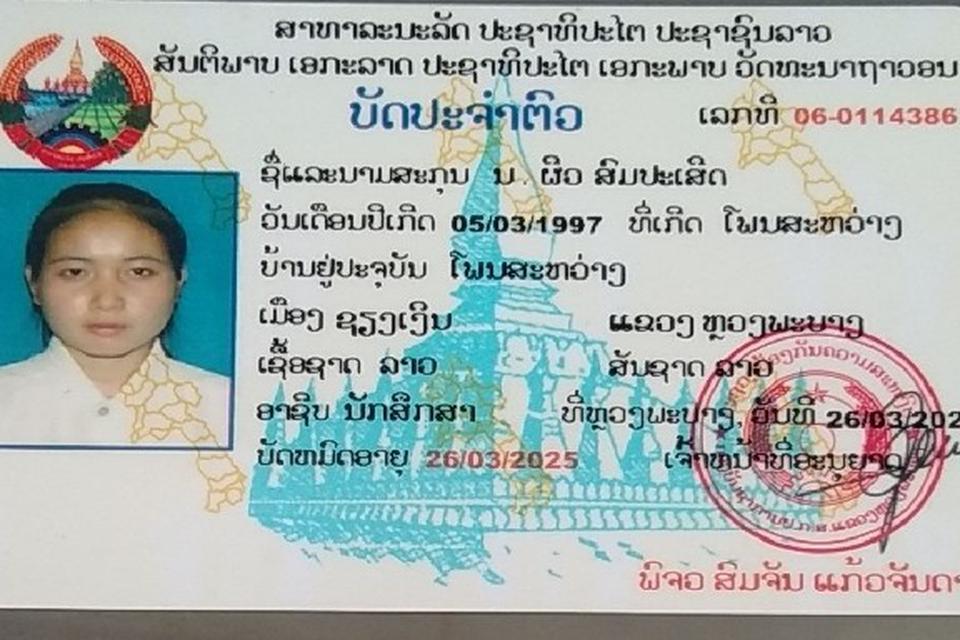 ສາທາລະນະລັດ ປະຊາທິປະໄຕ ປະຊາຊົນລາວ
ສັນຕິພາບ ເອກະລາດ ປະຊາທິປະໄຕ ເອກະພາບ ວັດທະນາຖາວອນ
ບັດປະຈຳຕົວ
ເລກທີ 06-0114386
ຊື່ແລະນາມສະກຸນ ນ. ຜິວ ສົມປະເສີດ
ວັນເດືອນປີເກີດ 05/03/1997 ທີ່ເກີດ ໂພນສະຫວ່າງ
ບ້ານຢູ່ປະຈຸບັນ ໂພນສະຫວ່າງ
ເມືອງ ຊຽງເງິນ ແຂວງ ຫຼວງພະບາງ
ເຊື້ອຊາດ ລາວ ສັນຊາດ ລາວ
ອາຊີບ ນັກສຶກສາ ທີ່ຫຼວງພະບາງ, ວັນທີ 26/03/202
ບັດຫມົດອາຍຸ 26/03/2025 ເຈົ້າຫນ້າທີ່ອະນຸຍາດ
ພົຈວ ສົມຈັນ ແກ້ວຈັນດາ